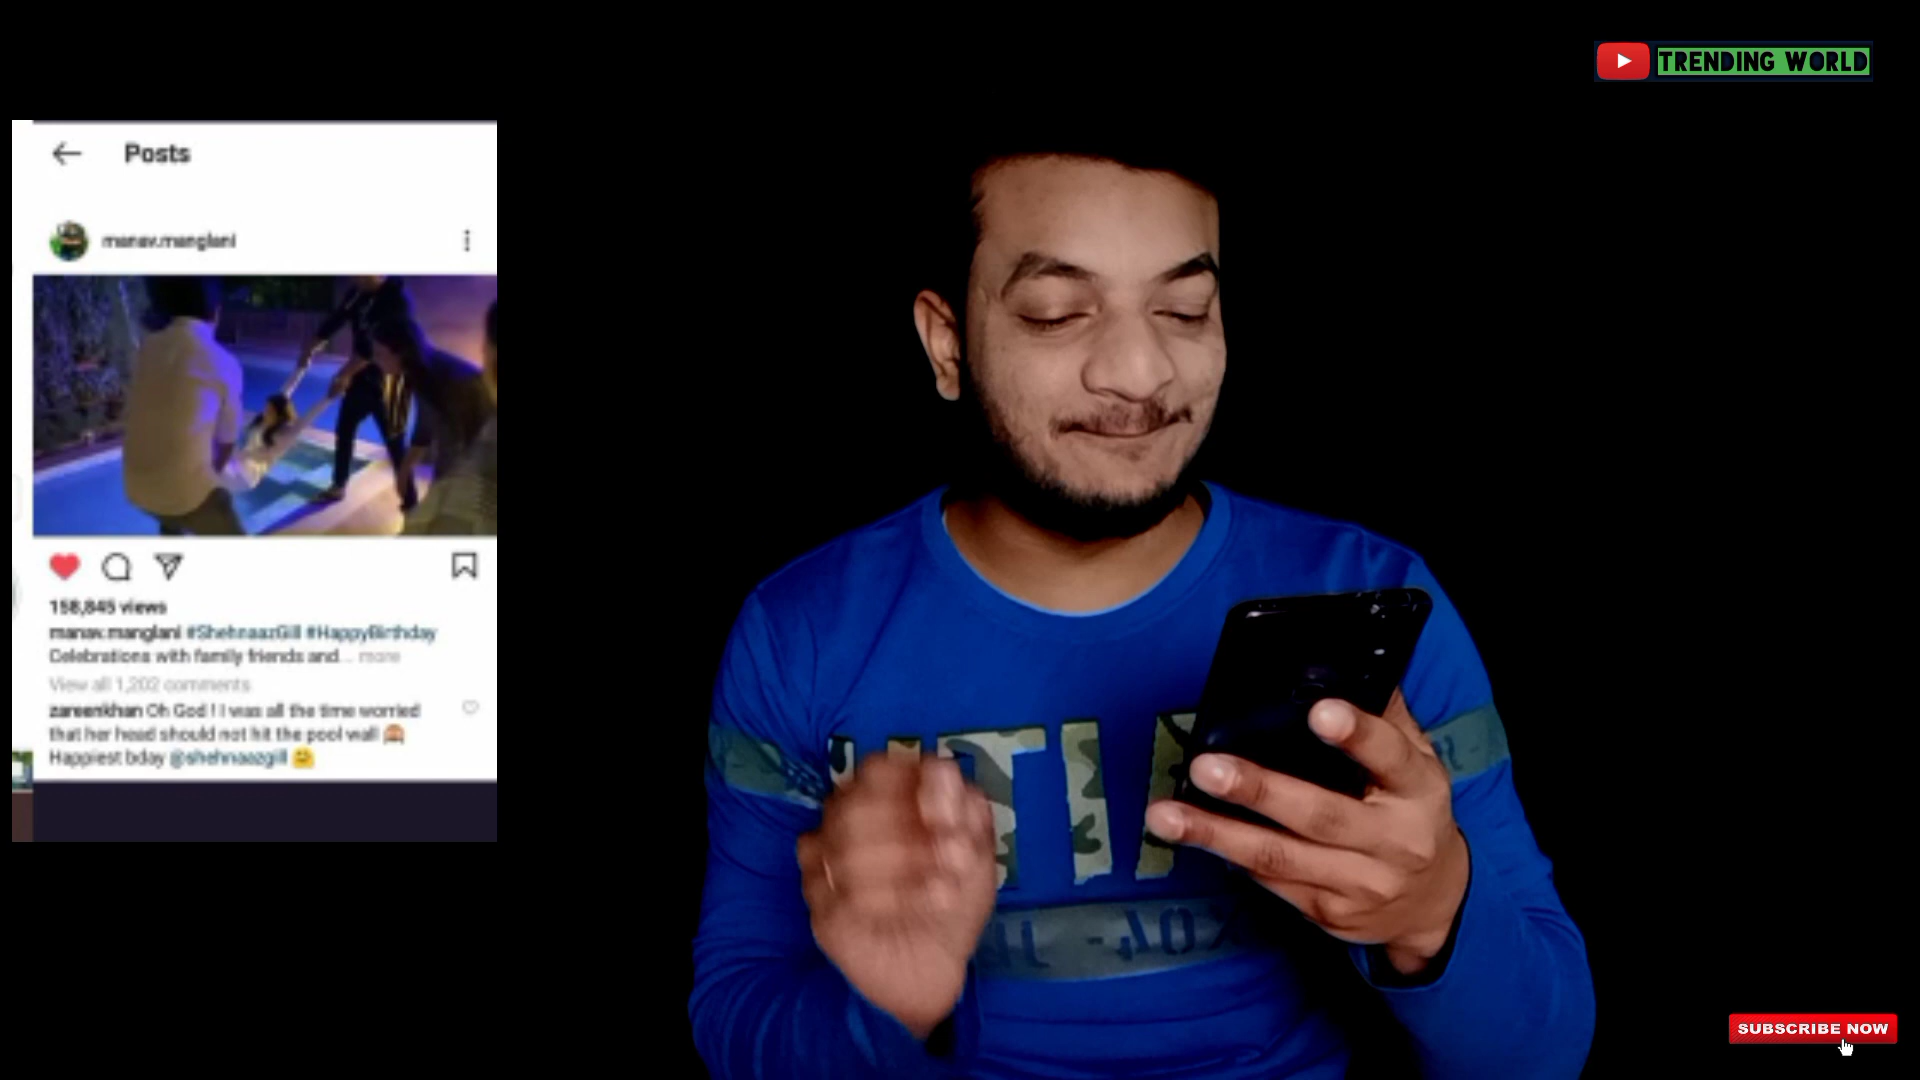 TRENDING WORLD
Posts
manav.manglani
158,845 views
manav.manglani #ShehnaazGill #HappyBirthday
Celebrations with family friends and... more
View all 1,202 comments
zareenkhan Oh God ! I was all the time worried
that her head should not hit the pool wall 🙈
Happiest bday @shehnaazgill 🤗
SUBSCRIBE NOW